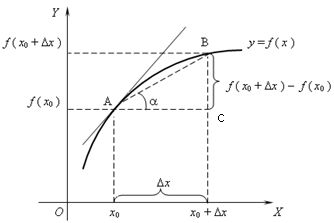 Y
f(x₀ + Δx)
B
y = f(x)
f(x₀ + Δx) − f(x₀)
f(x₀)
A
α
C
Δx
O
x₀
x₀ + Δx
X